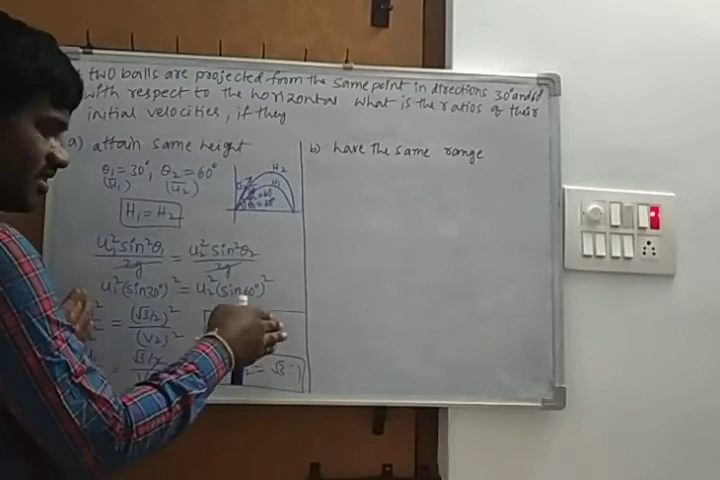 two balls are projected from the same point in directions 30° and 60°
with respect to the horizontal what is the ratios of their
initial velocities, if they
a) attain same height
θ₁ = 30°, θ₂ = 60°
(u₁) (u₂)
H₁ = H₂
H₂
H₁
u₁² sin²θ₁ / 2g = u₂² sin²θ₂ / 2g
u₁² (sin30°)² = u₂² (sin60°)²
= (√3/2)² / (1/2)²
= √3/2
= √3:1
b) have the same range